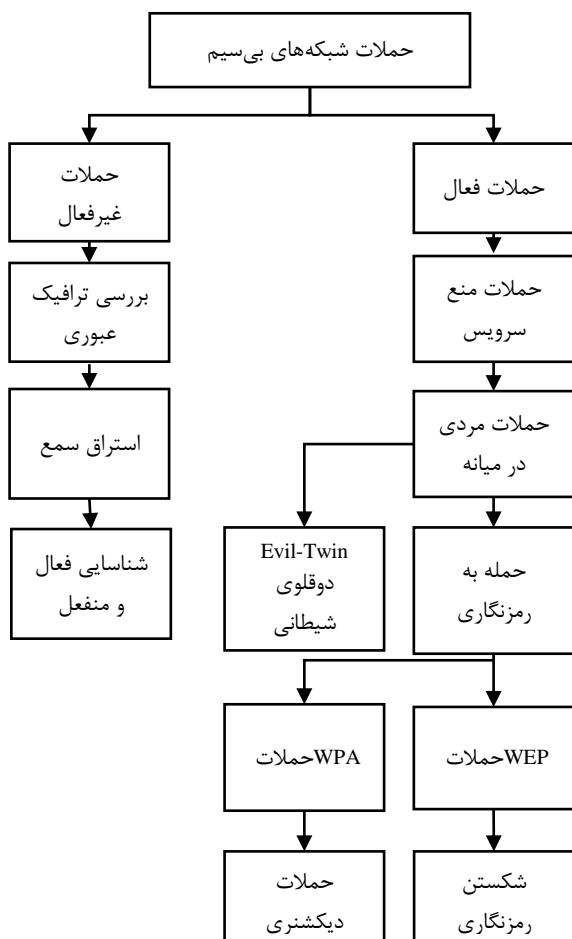 حملات شبکه‌های بی‌سیم
حملات فعال
حملات
غیرفعال
حملات منع
سرویس
بررسی ترافیک
عبوری
حملات مردی
در میانه
استراق سمع
حمله به
رمزنگاری
Evil-Twin
دوقلوی
شیطانی
شناسایی فعال
و منفعل
حملاتWEP
حملاتWPA
شکستن
رمزنگاری
حملات
دیکشنری